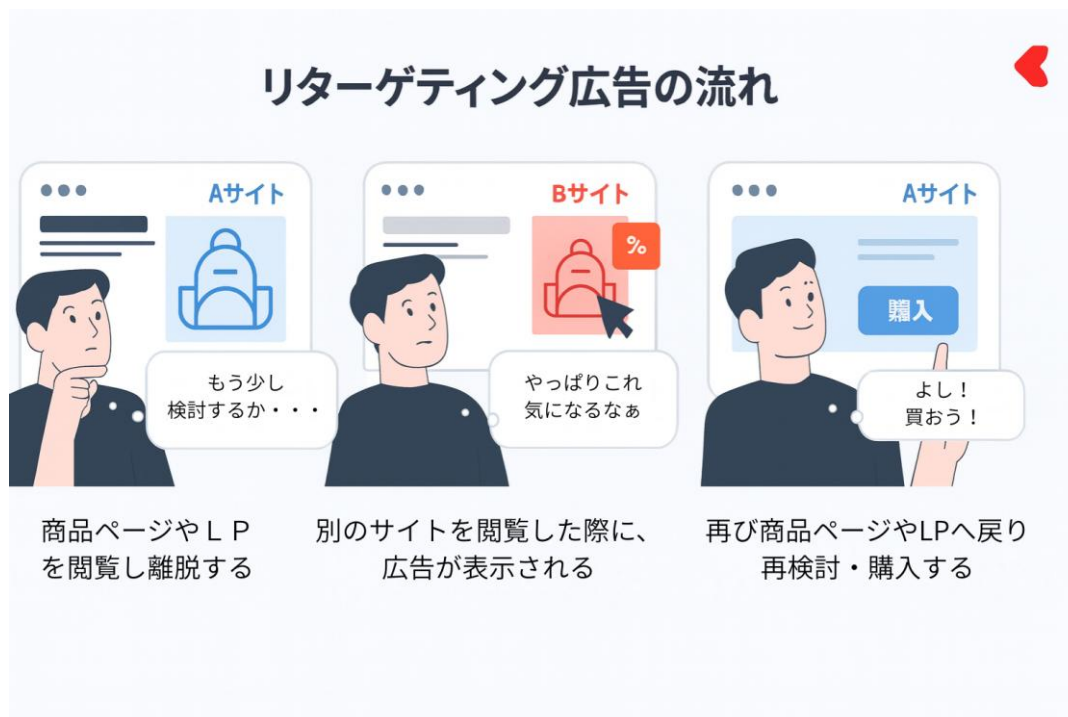 リターゲティング広告の流れ
Aサイト
もう少し
検討するか・・・
商品ページやＬＰ
を閲覧し離脱する
Bサイト
%
やっぱりこれ
気になるなぁ
別のサイトを閲覧した際に、
広告が表示される
Aサイト
入
よし！
買おう！
再び商品ページやLPへ戻り
再検討・購入する